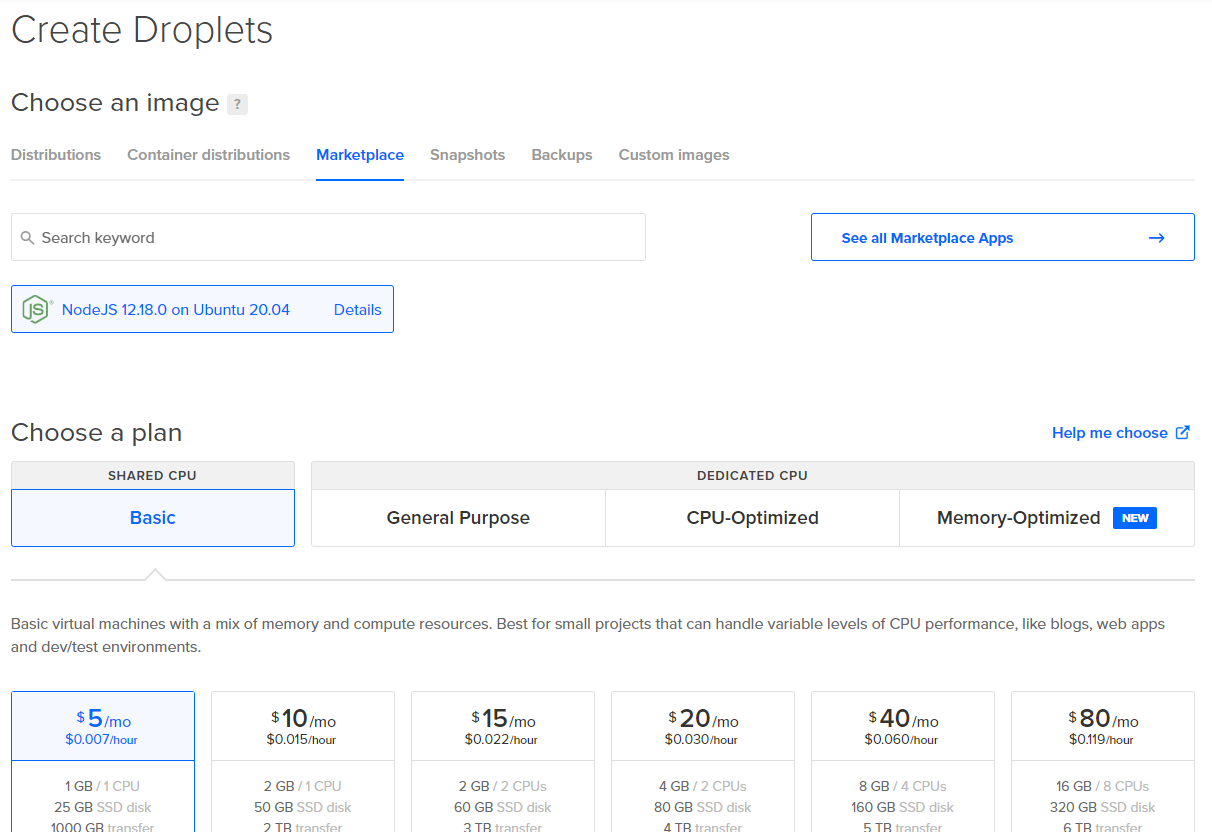 Create Droplets
Choose an image ?
Distributions Container distributions Marketplace Snapshots Backups Custom images
Search keyword See all Marketplace Apps →
JS NodeJS 12.18.0 on Ubuntu 20.04 Details
Choose a plan Help me choose
SHARED CPU DEDICATED CPU
Basic General Purpose CPU-Optimized Memory-Optimized NEW
Basic virtual machines with a mix of memory and compute resources. Best for small projects that can handle variable levels of CPU performance, like blogs, web apps
and dev/test environments.
$5/mo $10/mo $15/mo $20/mo $40/mo $80/mo
$0.007/hour $0.015/hour $0.022/hour $0.030/hour $0.060/hour $0.119/hour
1 GB / 1 CPU 2 GB / 1 CPU 2 GB / 2 CPUs 4 GB / 2 CPUs 8 GB / 4 CPUs 16 GB / 8 CPUs
25 GB SSD disk 50 GB SSD disk 60 GB SSD disk 80 GB SSD disk 160 GB SSD disk 320 GB SSD disk
1000 GB transfer 2 TB transfer 3 TB transfer 4 TB transfer 5 TB transfer 6 TB transfer